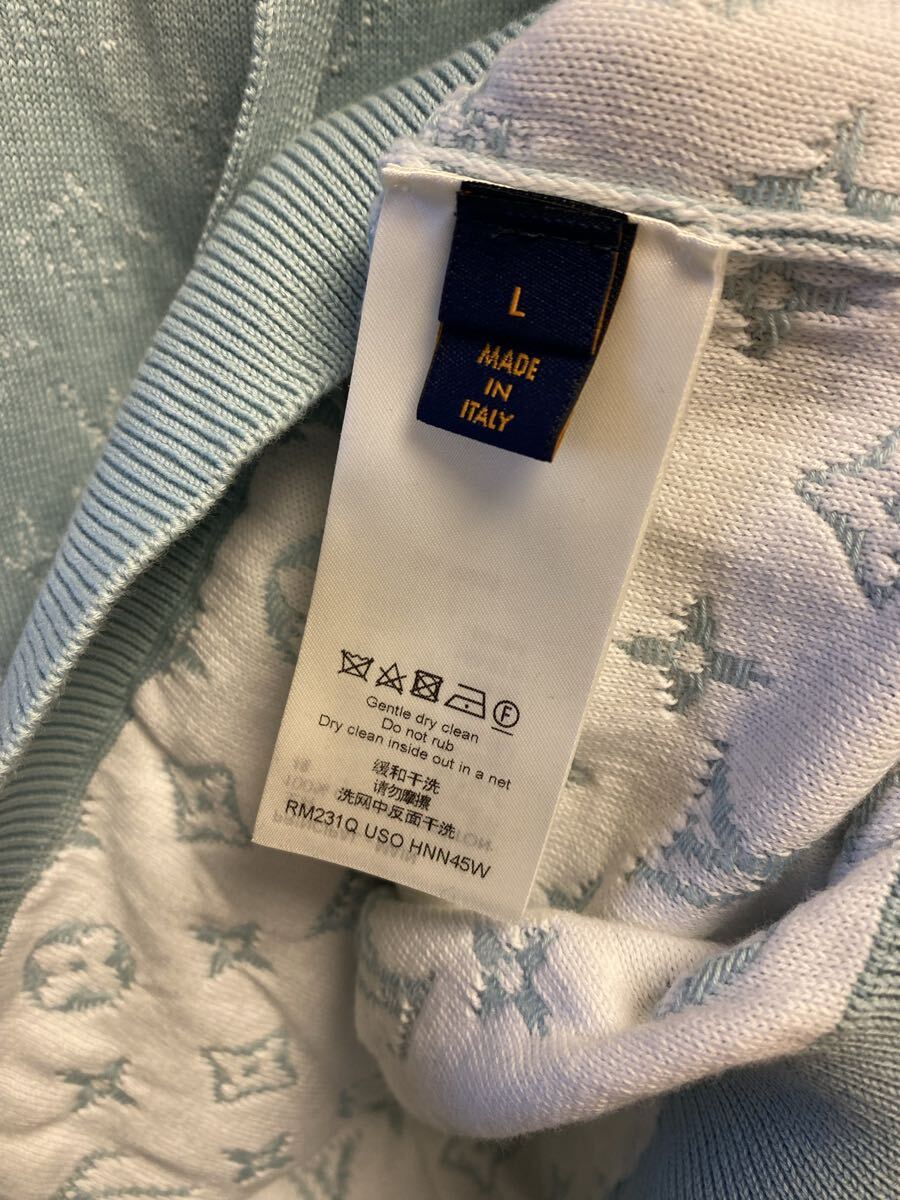 L
MADE
IN
ITALY
F
Gentle dry clean
Do not rub
Dry clean inside out in a net
缓和干洗
请勿摩擦
洗网中反面干洗
RM231Q USO HNN45W